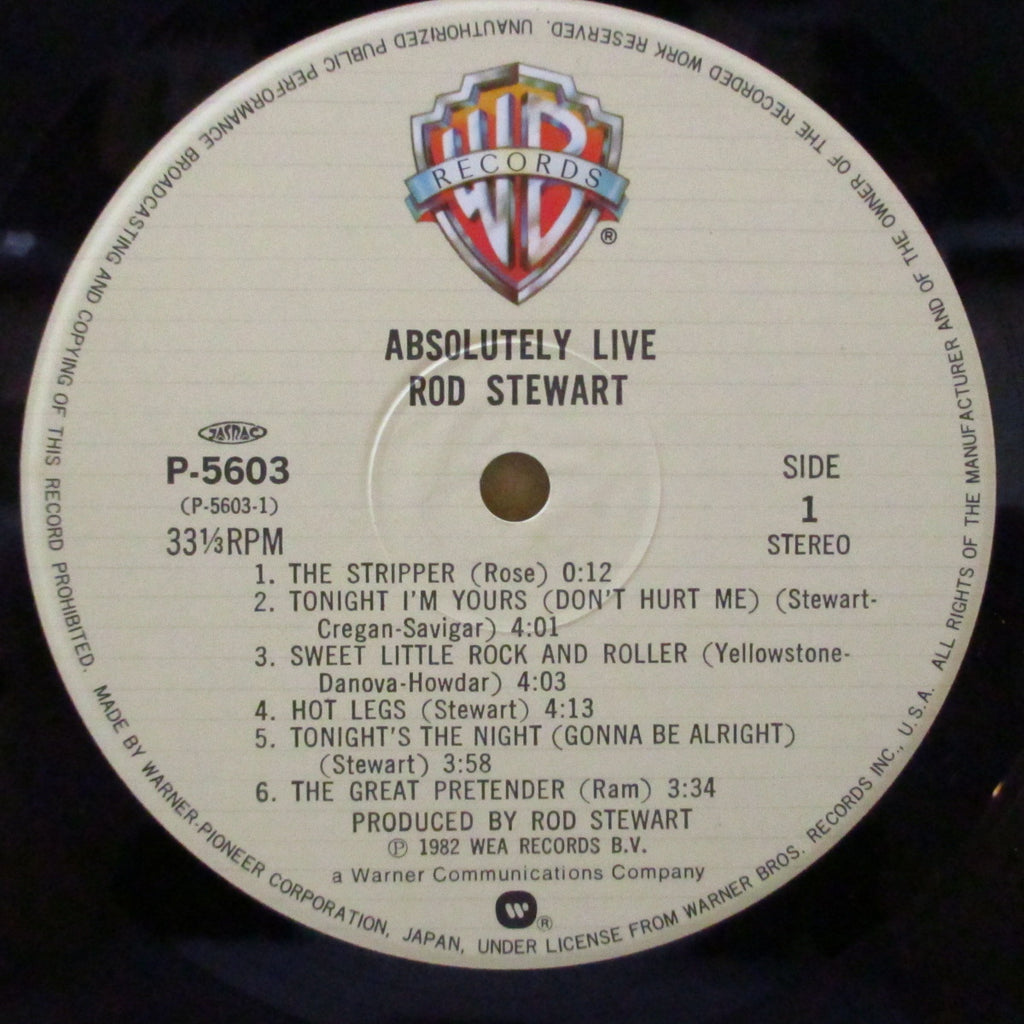 WB
RECORDS
®
ABSOLUTELY LIVE
ROD STEWART
JASRAC
P-5603
(P-5603-1)
33⅓RPM
SIDE
1
STEREO
1. THE STRIPPER (Rose) 0:12
2. TONIGHT I'M YOURS (DON'T HURT ME) (Stewart-
Cregan-Savigar) 4:01
3. SWEET LITTLE ROCK AND ROLLER (Yellowstone-
Danova-Howdar) 4:03
4. HOT LEGS (Stewart) 4:13
5. TONIGHT'S THE NIGHT (GONNA BE ALRIGHT)
(Stewart) 3:58
6. THE GREAT PRETENDER (Ram) 3:34
PRODUCED BY ROD STEWART
Ⓟ 1982 WEA RECORDS B.V.
a Warner Communications Company
W®
MADE BY WARNER-PIONEER CORPORATION, JAPAN, UNDER LICENSE FROM WARNER BROS. RECORDS INC., U.S.A. ALL RIGHTS OF THE MANUFACTURER AND OF THE OWNER OF THE RECORDED WORK RESERVED. UNAUTHORIZED PUBLIC PERFORMANCE BROADCASTING AND COPYING OF THIS RECORD PROHIBITED.